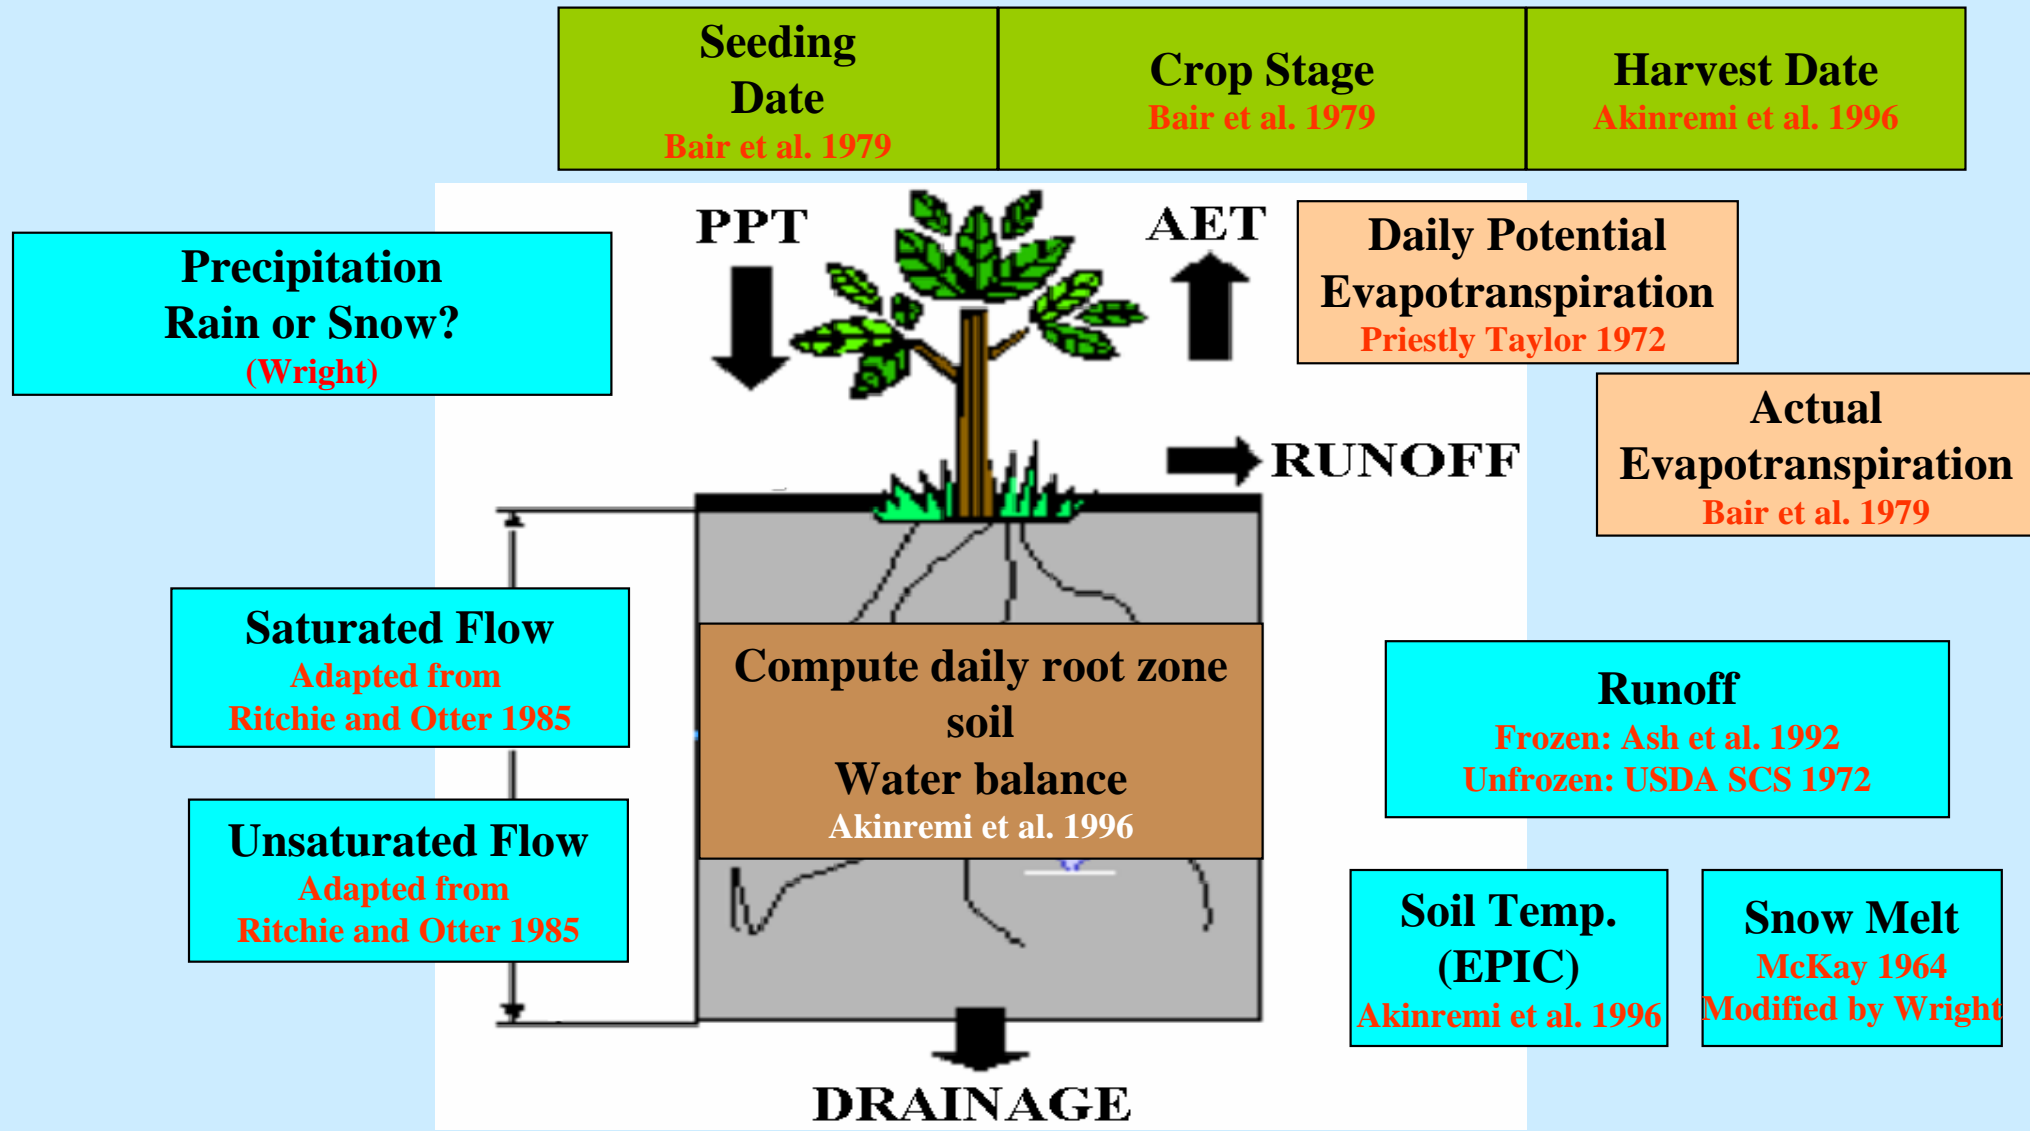 Seeding
Date
Bair et al. 1979
Crop Stage
Bair et al. 1979
Harvest Date
Akinremi et al. 1996
PPT
AET
Precipitation
Rain or Snow?
(Wright)
Daily Potential
Evapotranspiration
Priestly Taylor 1972
Actual
Evapotranspiration
Bair et al. 1979
RUNOFF
Saturated Flow
Adapted from
Ritchie and Otter 1985
Compute daily root zone
soil
Water balance
Akinremi et al. 1996
Runoff
Frozen: Ash et al. 1992
Unfrozen: USDA SCS 1972
Unsaturated Flow
Adapted from
Ritchie and Otter 1985
Soil Temp.
(EPIC)
Akinremi et al. 1996
Snow Melt
McKay 1964
Modified by Wright
DRAINAGE